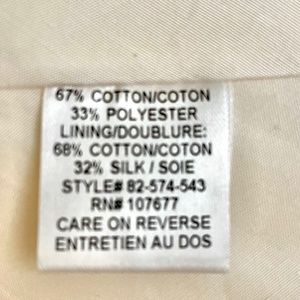 67% COTTON/COTON
33% POLYESTER
LINING/DOUBLURE:
68% COTTON/COTON
32% SILK / SOIE
STYLE# 82-574-543
RN# 107677
CARE ON REVERSE
ENTRETIEN AU DOS